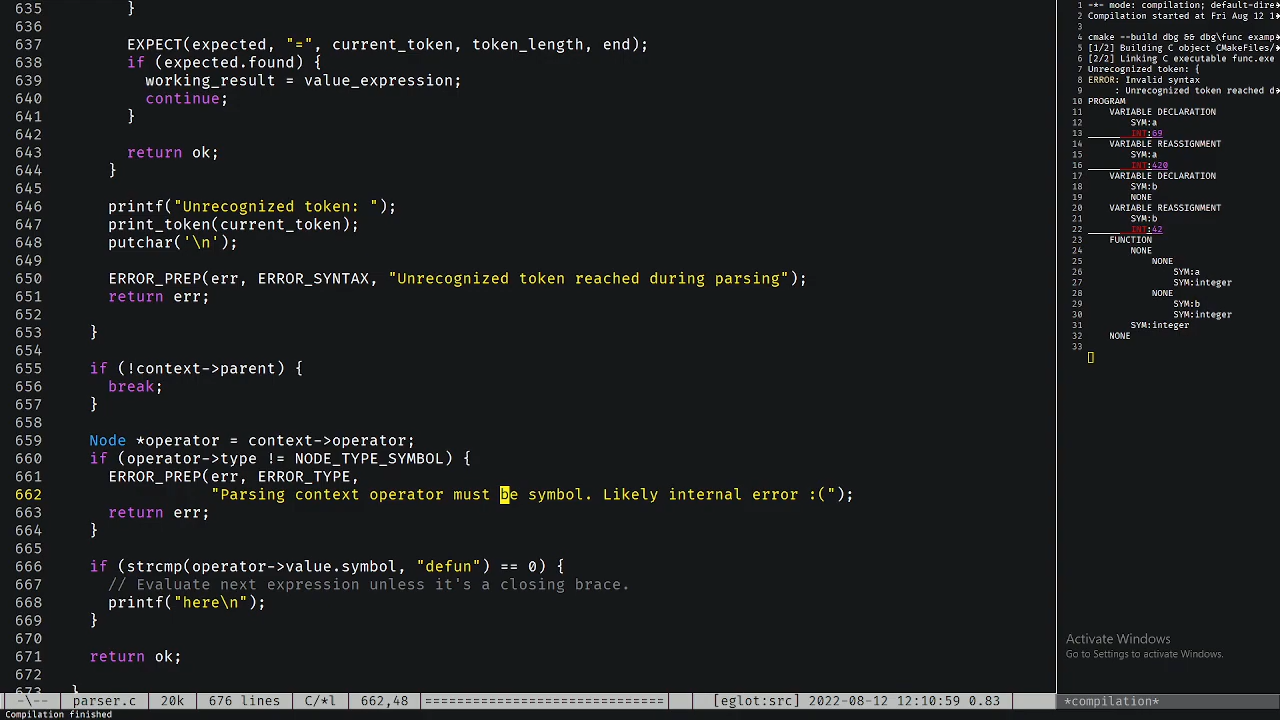 635       }
636
637       EXPECT(expected, "=", current_token, token_length, end);
638       if (expected.found) {
639         working_result = value_expression;
640         continue;
641       }
642
643       return ok;
644     }
645
646     printf("Unrecognized token: ");
647     print_token(current_token);
648     putchar('\n');
649
650     ERROR_PREP(err, ERROR_SYNTAX, "Unrecognized token reached during parsing");
651     return err;
652
653   }
654
655   if (!context->parent) {
656     break;
657   }
658
659   Node *operator = context->operator;
660   if (operator->type != NODE_TYPE_SYMBOL) {
661     ERROR_PREP(err, ERROR_TYPE,
662                "Parsing context operator must be symbol. Likely internal error :(");
663     return err;
664   }
665
666   if (strcmp(operator->value.symbol, "defun") == 0) {
667     // Evaluate next expression unless it's a closing brace.
668     printf("here\n");
669   }
670
671   return ok;
672
673 }
-\-- parser.c 20k 676 lines C/*l 662,48 ============================= [eglot:src] 2022-08-12 12:10:59 0.83
Compilation finished
1 -*- mode: compilation; default-dire
2 Compilation started at Fri Aug 12 1
3
4 cmake --build dbg && dbg\func examp
5 [1/2] Building C object CMakeFiles/
6 [2/2] Linking C executable func.exe
7 Unrecognized token: {
8 ERROR: Invalid syntax
9      : Unrecognized token reached d
10 PROGRAM
11     VARIABLE DECLARATION
12         SYM:a
13         INT:69
14     VARIABLE REASSIGNMENT
15         SYM:a
16         INT:420
17     VARIABLE DECLARATION
18         SYM:b
19         NONE
20     VARIABLE REASSIGNMENT
21         SYM:b
22         INT:42
23     FUNCTION
24         NONE
25             NONE
26                 SYM:a
27                 SYM:integer
28             NONE
29                 SYM:b
30                 SYM:integer
31         SYM:integer
32     NONE
33
Activate Windows
Go to Settings to activate Windows.
*compilation*